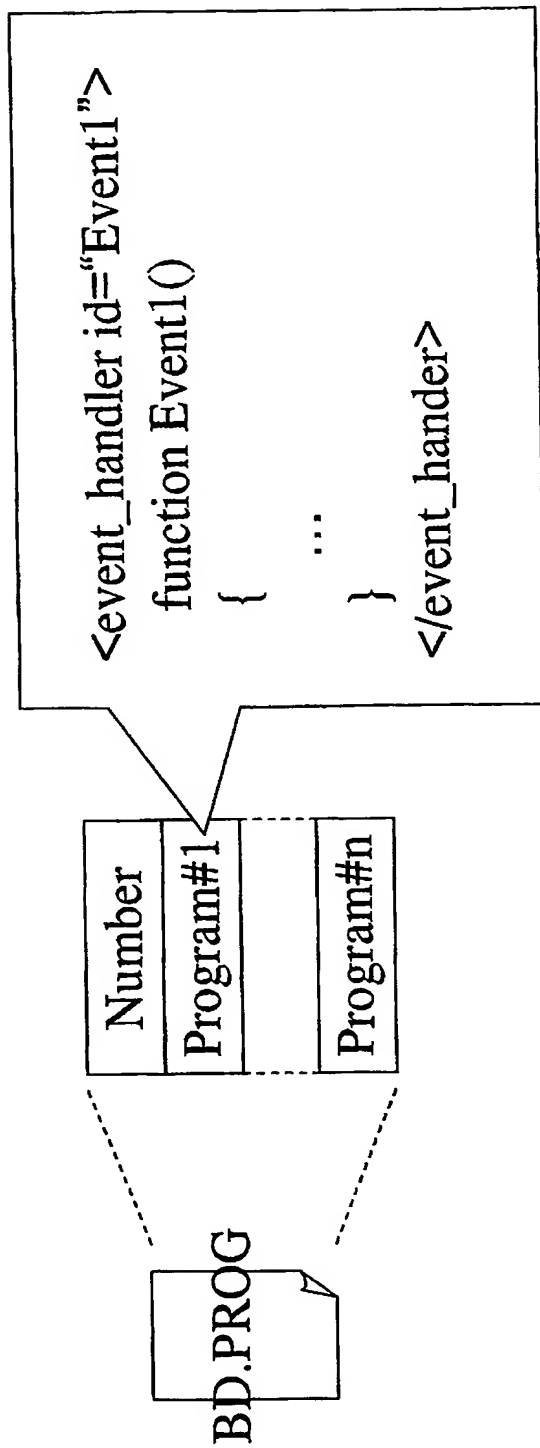 BD.PROG
Number
Program#1
Program#n
<event_handler id=“Event1”>
function Event1()
{
...
}
</event_hander>